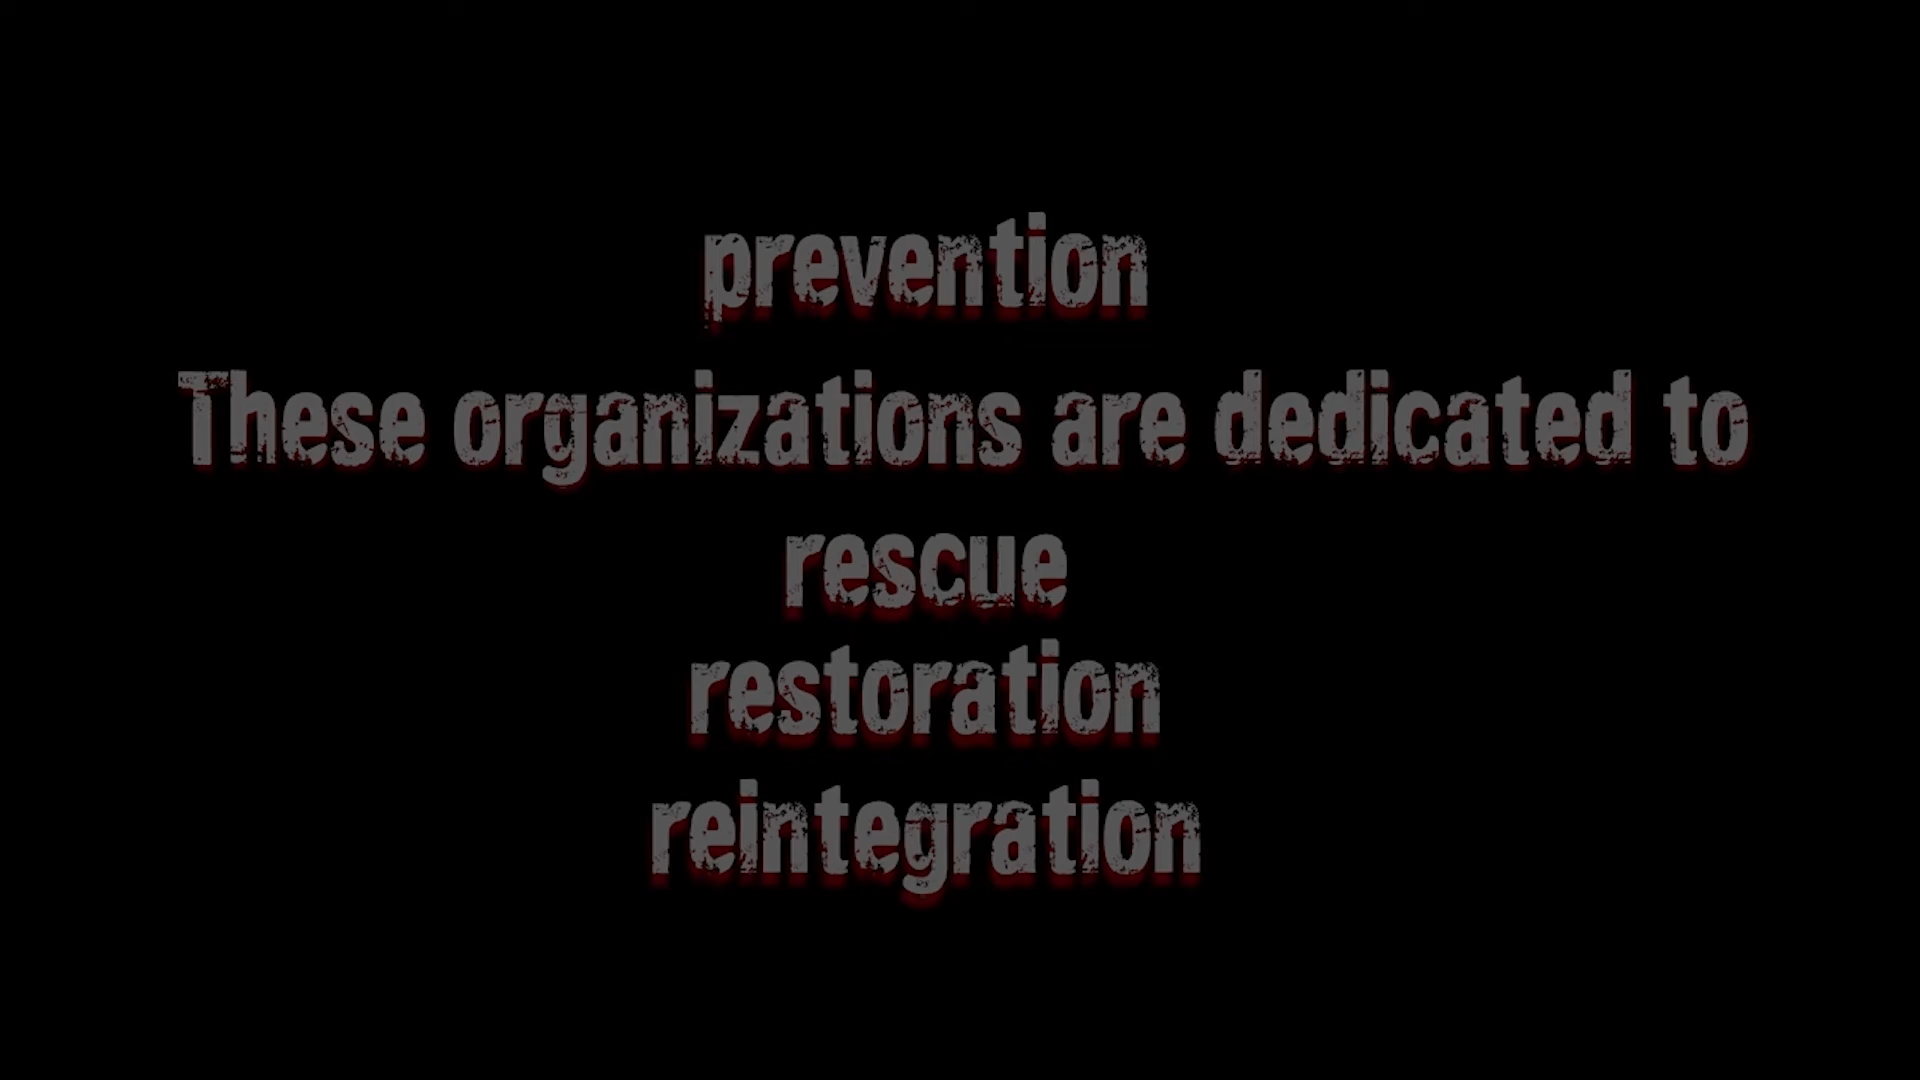 prevention
These organizations are dedicated to
rescue
restoration
reintegration